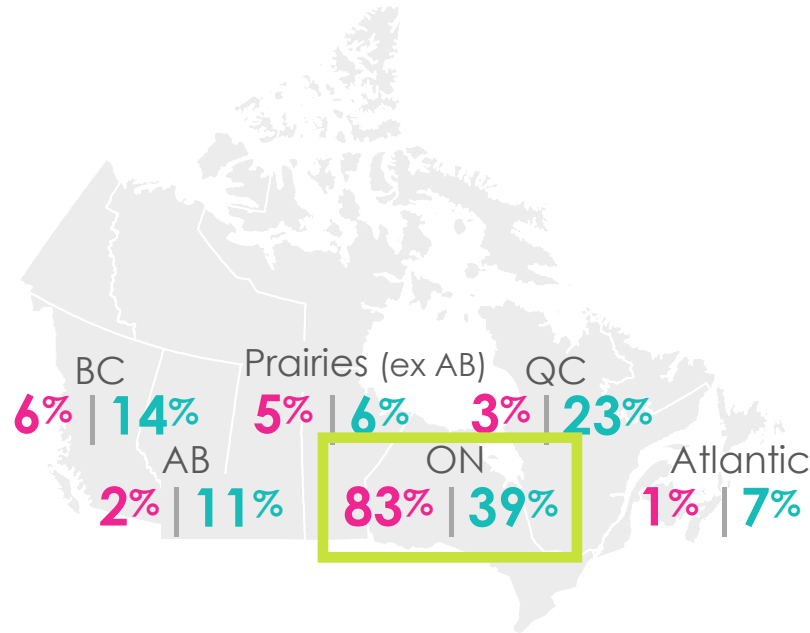 BC
6% | 14%
Prairies (ex AB)
5% | 6%
QC
3% | 23%
AB
2% | 11%
ON
83% | 39%
Atlantic
1% | 7%